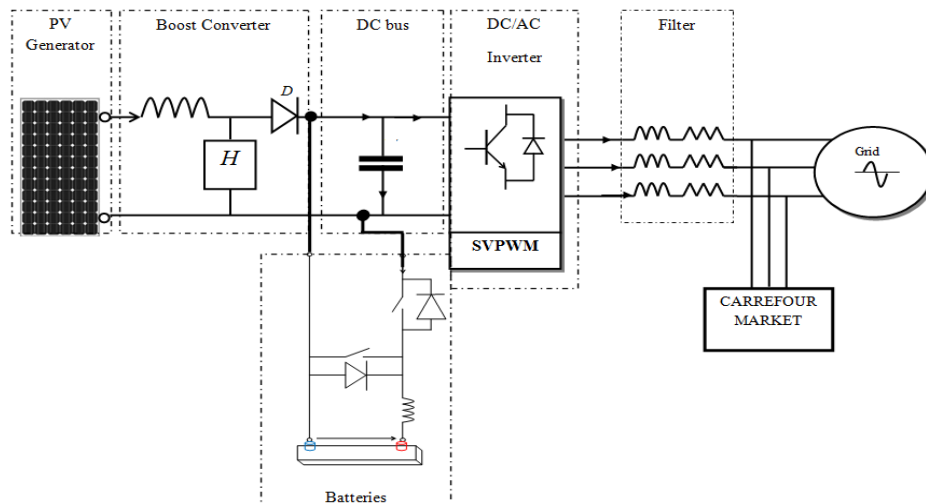 PV
Generator
Boost Converter
DC bus
DC/AC
Inverter
Filter
D
H
SVPWM
Grid
CARREFOUR
MARKET
Batteries